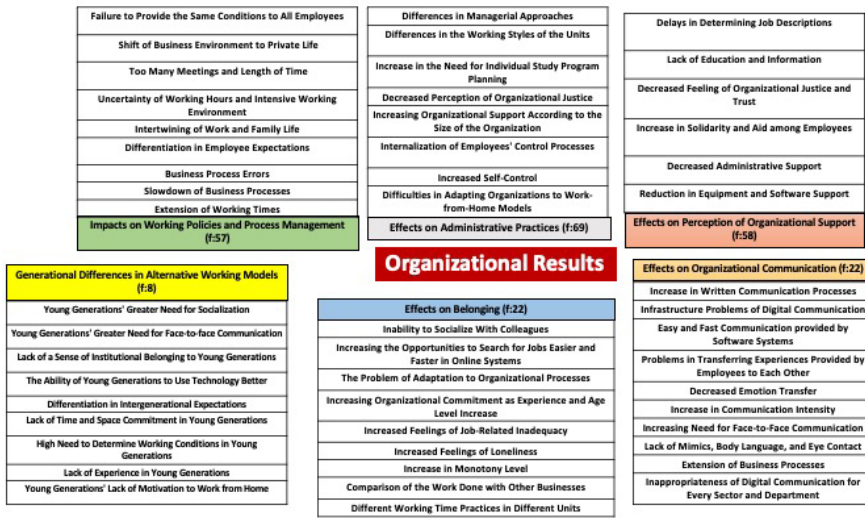 Failure to Provide the Same Conditions to All Employees
Shift of Business Environment to Private Life
Too Many Meetings and Length of Time
Uncertainty of Working Hours and Intensive Working
Environment
Intertwining of Work and Family Life
Differentiation in Employee Expectations
Business Process Errors
Slowdown of Business Processes
Extension of Working Times
Impacts on Working Policies and Process Management
(f:57)
Differences in Managerial Approaches
Differences in the Working Styles of the Units
Increase in the Need for Individual Study Program
Planning
Decreased Perception of Organizational Justice
Increasing Organizational Support According to the
Size of the Organization
Internalization of Employees' Control Processes
Increased Self-Control
Difficulties in Adapting Organizations to Work-
from-Home Models
Effects on Administrative Practices (f:69)
Delays in Determining Job Descriptions
Lack of Education and Information
Decreased Feeling of Organizational Justice and
Trust
Increase in Solidarity and Aid among Employees
Decreased Administrative Support
Reduction in Equipment and Software Support
Effects on Perception of Organizational Support
(f:58)
Organizational Results
Generational Differences in Alternative Working Models
(f:8)
Young Generations' Greater Need for Socialization
Young Generations' Greater Need for Face-to-face Communication
Lack of a Sense of Institutional Belonging to Young Generations
The Ability of Young Generations to Use Technology Better
Differentiation in Intergenerational Expectations
Lack of Time and Space Commitment in Young Generations
High Need to Determine Working Conditions in Young
Generations
Lack of Experience in Young Generations
Young Generations' Lack of Motivation to Work from Home
Effects on Belonging (f:22)
Inability to Socialize With Colleagues
Increasing the Opportunities to Search for Jobs Easier and
Faster in Online Systems
The Problem of Adaptation to Organizational Processes
Increasing Organizational Commitment as Experience and Age
Level Increase
Increased Feelings of Job-Related Inadequacy
Increased Feelings of Loneliness
Increase in Monotony Level
Comparison of the Work Done with Other Businesses
Different Working Time Practices in Different Units
Effects on Organizational Communication (f:22)
Increase in Written Communication Processes
Infrastructure Problems of Digital Communication
Easy and Fast Communication provided by
Software Systems
Problems in Transferring Experiences Provided by
Employees to Each Other
Decreased Emotion Transfer
Increase in Communication Intensity
Increasing Need for Face-to-Face Communication
Lack of Mimics, Body Language, and Eye Contact
Extension of Business Processes
Inappropriateness of Digital Communication for
Every Sector and Department